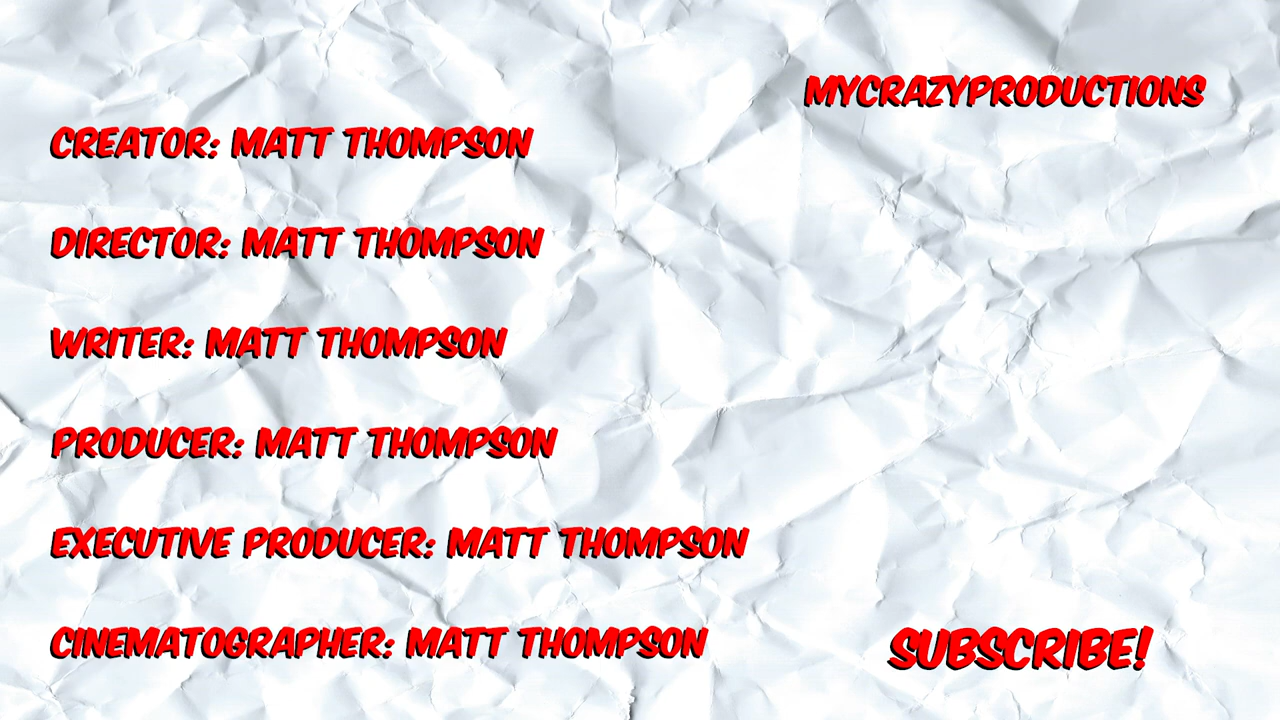 MYCRAZYPRODUCTIONS
CREATOR: MATT THOMPSON
DIRECTOR: MATT THOMPSON
WRITER: MATT THOMPSON
PRODUCER: MATT THOMPSON
EXECUTIVE PRODUCER: MATT THOMPSON
CINEMATOGRAPHER: MATT THOMPSON
SUBSCRIBE!